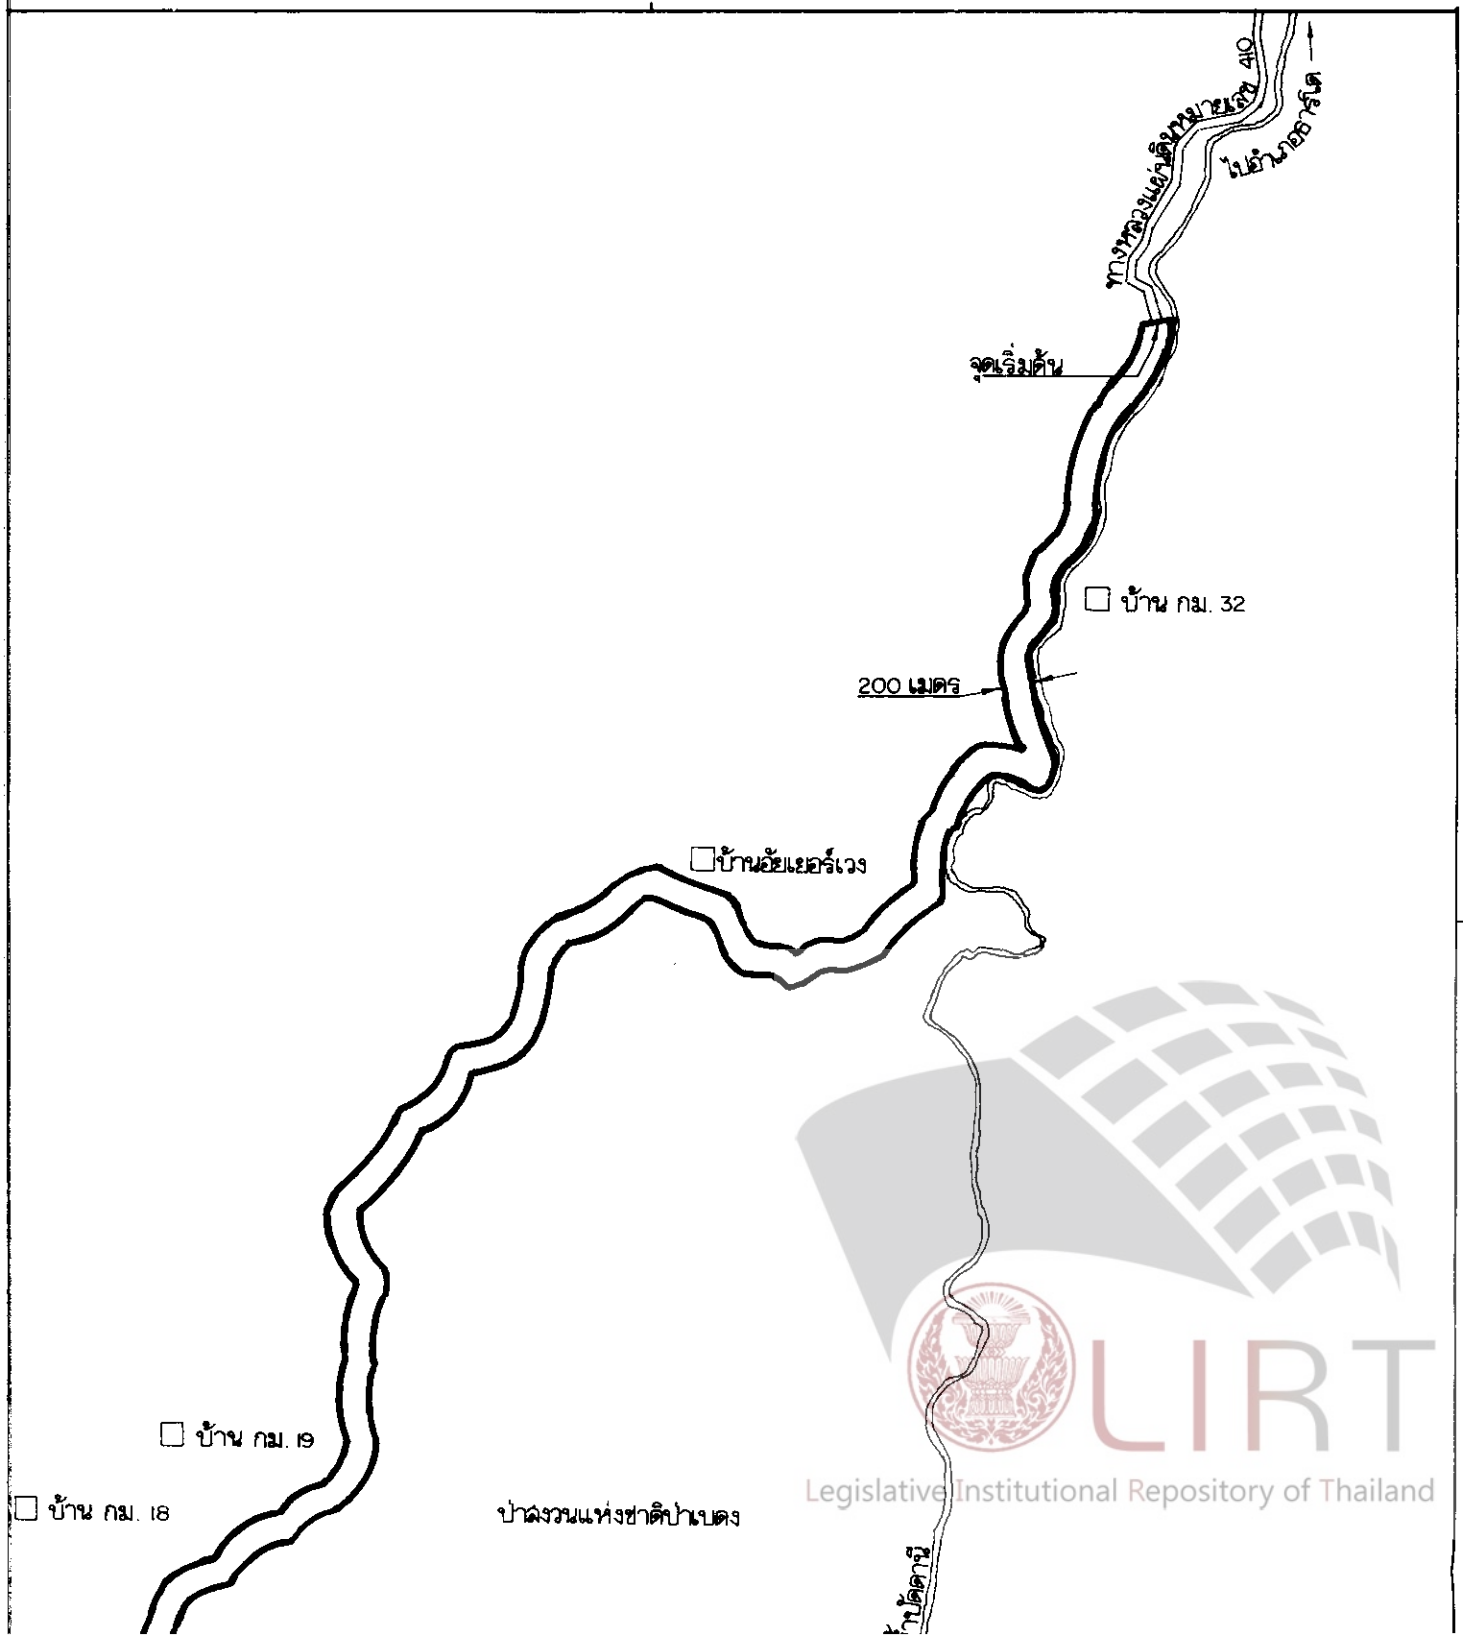 ทางหลวงแผ่นดินหมายเลข 410
ไปอำเภอธารโต
จุดเริ่มต้น
บ้าน กม. 32
200 เมตร
บ้านอัยเยอร์เวง
บ้าน กม. 19
บ้าน กม. 18
ป่าสงวนแห่งชาติป่าเบตง
LIRT
Legislative Institutional Repository of Thailand